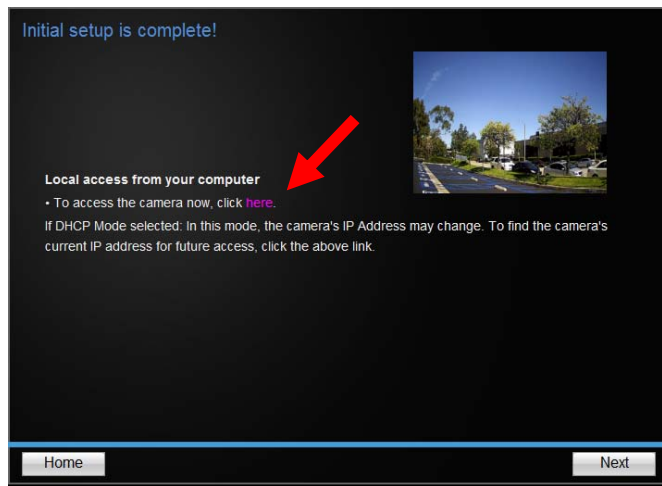 Initial setup is complete!
Local access from your computer
• To access the camera now, click here.
If DHCP Mode selected: In this mode, the camera's IP Address may change. To find the camera's
current IP address for future access, click the above link.
Home
Next